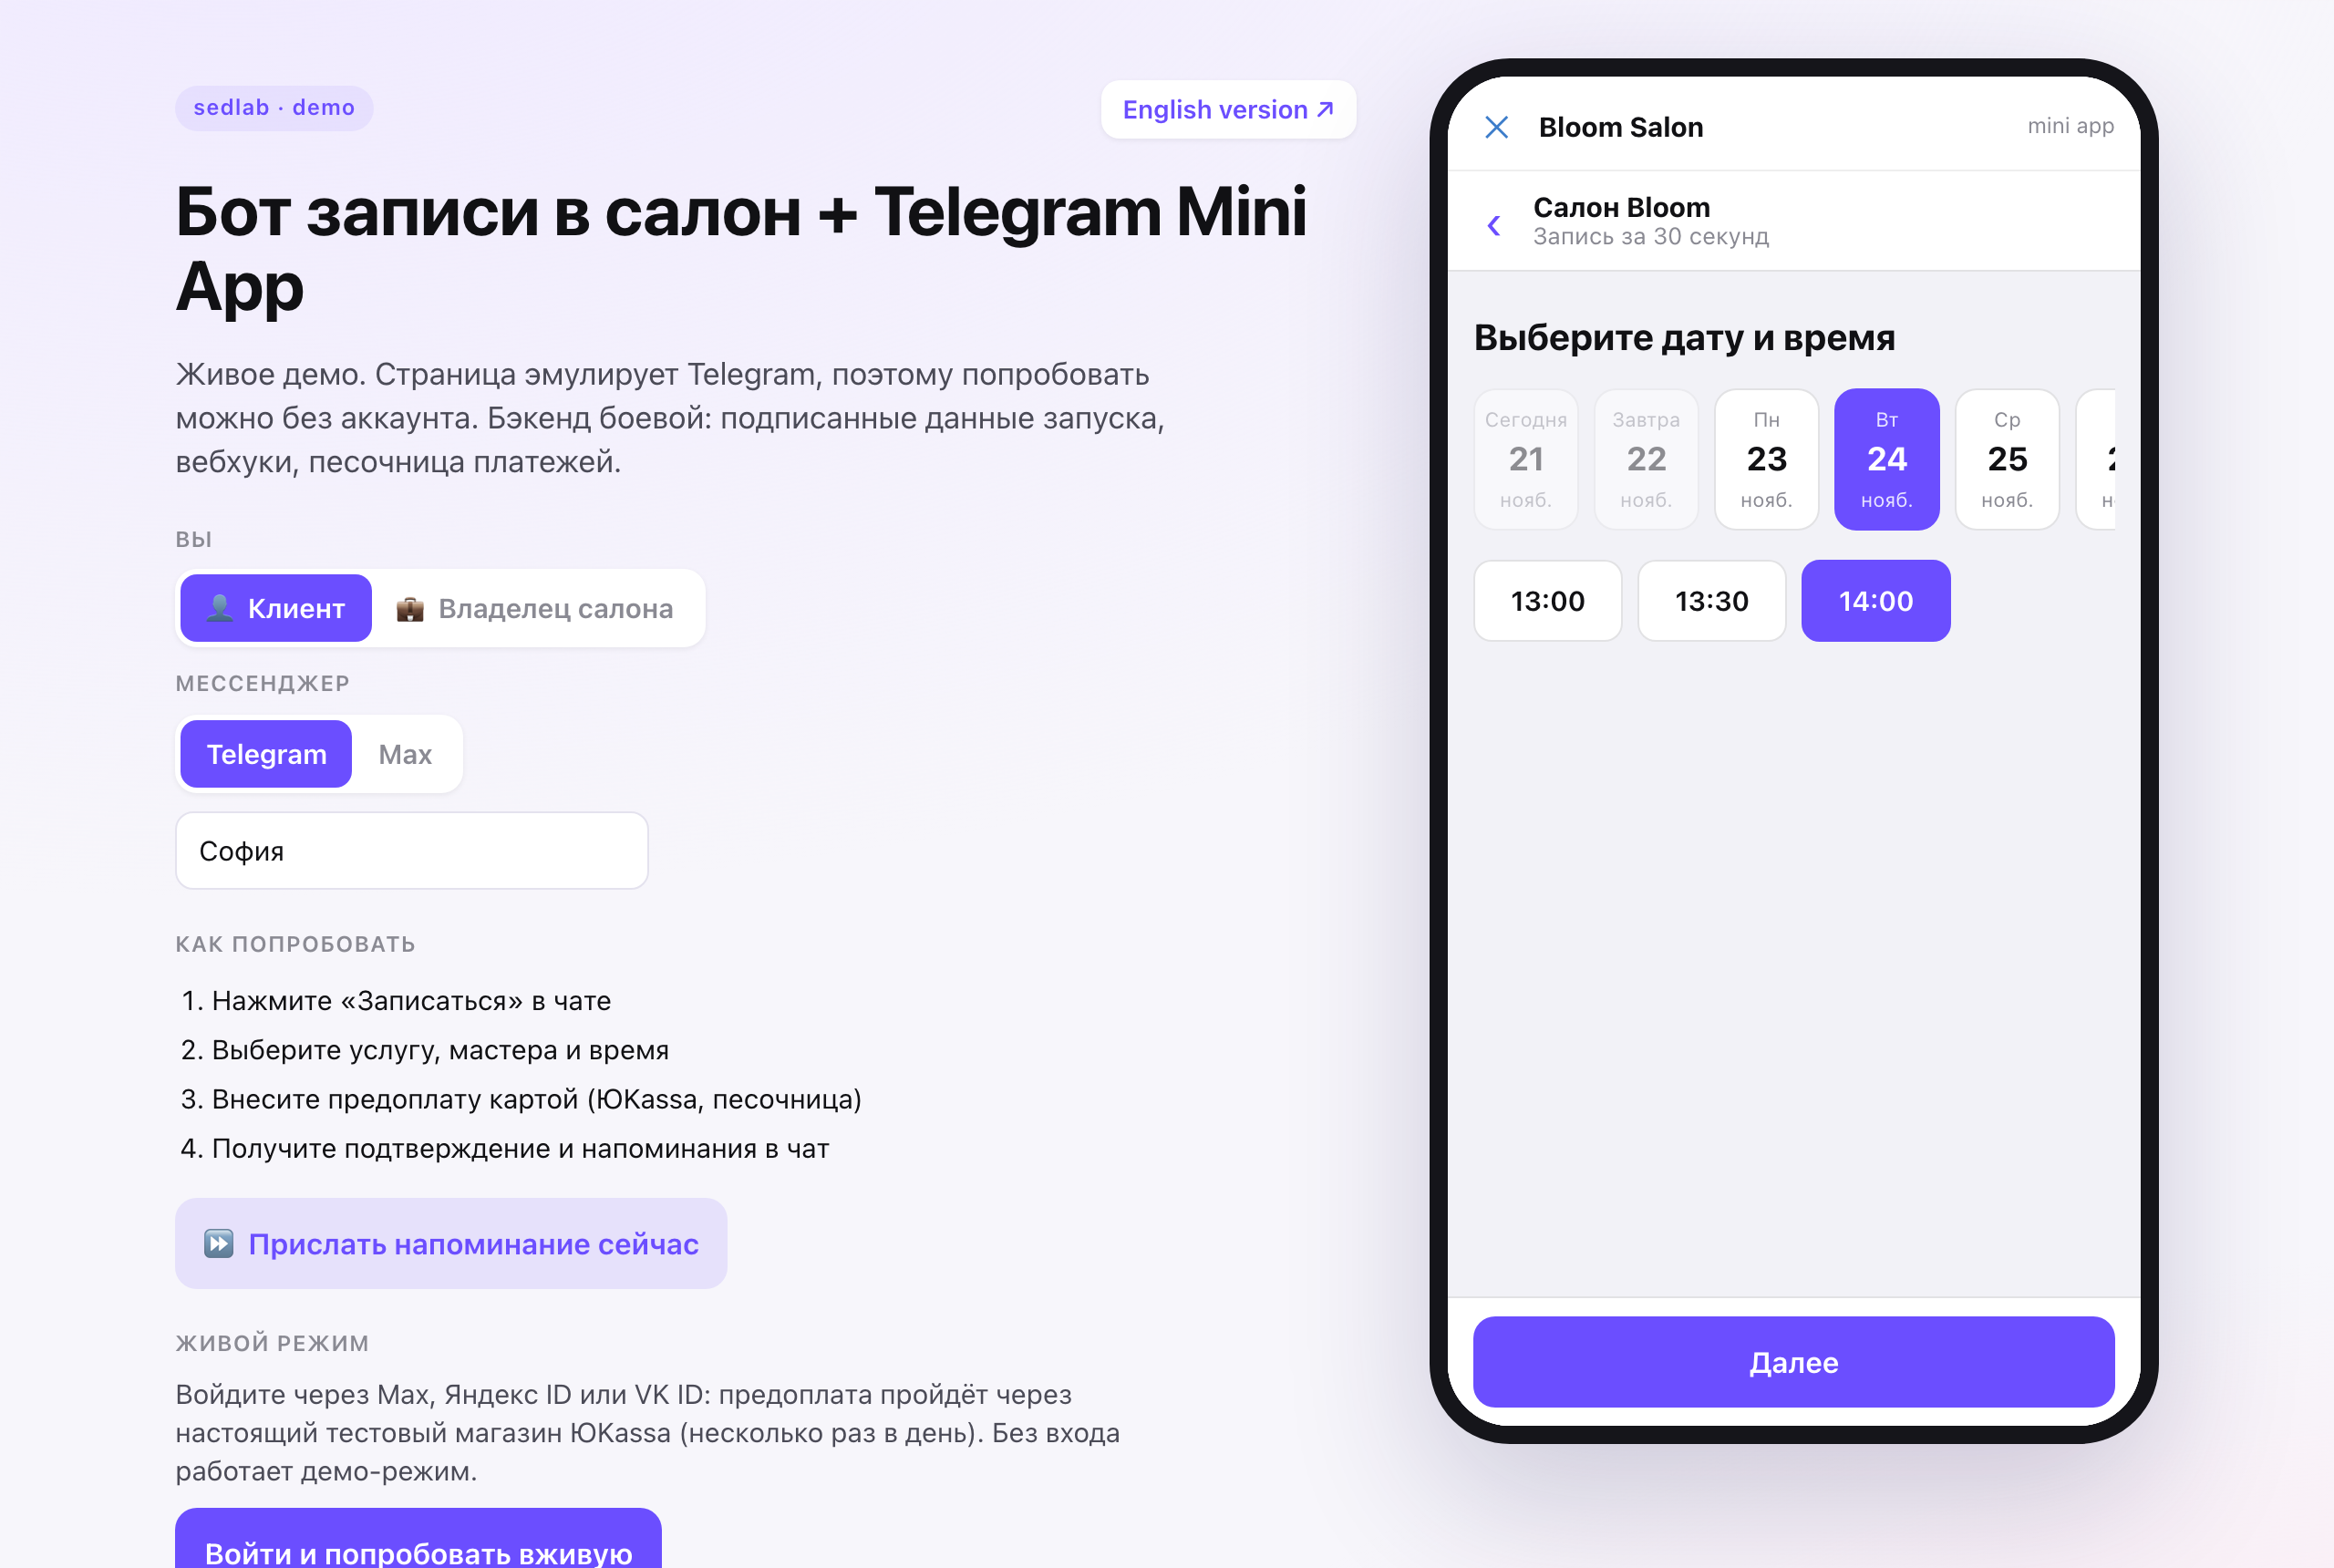 sedlab · demo
English version ↗
Бот записи в салон + Telegram Mini
App
Живое демо. Страница эмулирует Telegram, поэтому попробовать
можно без аккаунта. Бэкенд боевой: подписанные данные запуска,
вебхуки, песочница платежей.
ВЫ
Клиент
Владелец салона
МЕССЕНДЖЕР
Telegram
Max
София
КАК ПОПРОБОВАТЬ
1. Нажмите «Записаться» в чате
2. Выберите услугу, мастера и время
3. Внесите предоплату картой (ЮKassa, песочница)
4. Получите подтверждение и напоминания в чат
Прислать напоминание сейчас
ЖИВОЙ РЕЖИМ
Войдите через Max, Яндекс ID или VK ID: предоплата пройдёт через
настоящий тестовый магазин ЮKassa (несколько раз в день). Без входа
работает демо-режим.
Войти и попробовать вживую
Bloom Salon
mini app
Салон Bloom
Запись за 30 секунд
Выберите дату и время
Сегодня
21
нояб.
Завтра
22
нояб.
Пн
23
нояб.
Вт
24
нояб.
Ср
25
нояб.
13:00
13:30
14:00
Далее